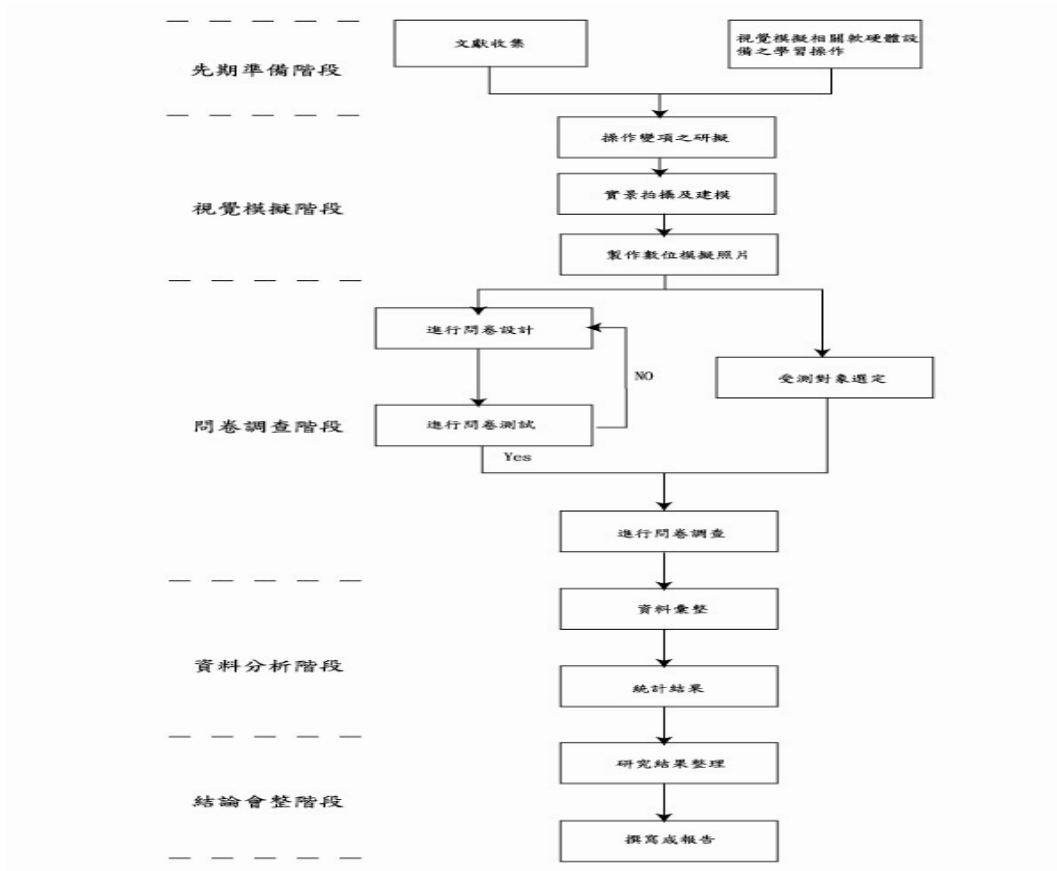 文獻收集
視覺模擬相關軟硬體設
備之學習操作
先期準備階段
操作變項之研擬
實景拍攝及建模
視覺模擬階段
製作數位模擬照片
進行問卷設計
NO
受測對象選定
問卷調查階段
進行問卷測試
Yes
進行問卷調查
資料彙整
資料分析階段
統計結果
研究結果整理
結論會整階段
撰寫成報告